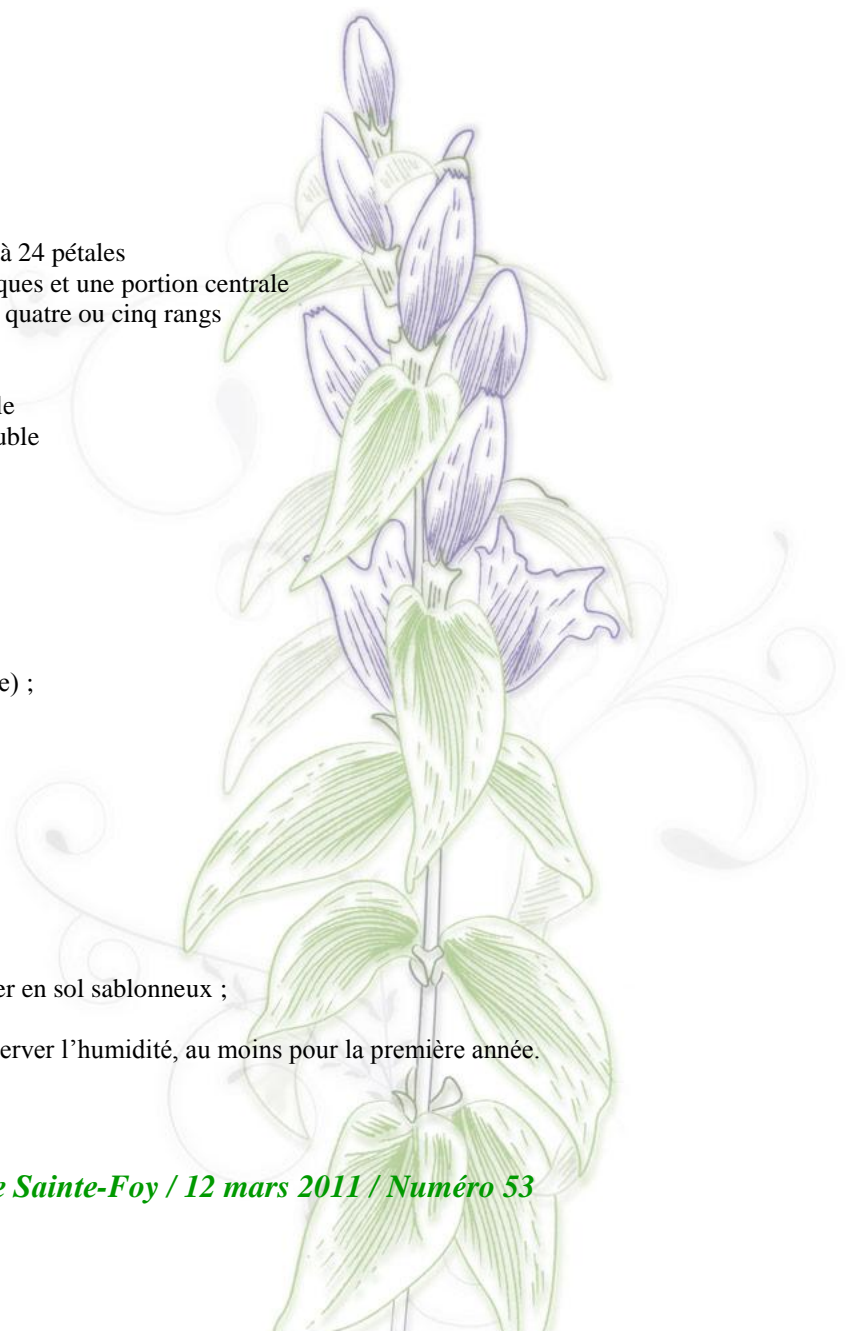 à 24 pétales
ques et une portion centrale
quatre ou cinq rangs
le
uble
e) ;
er en sol sablonneux ;
erver l’humidité, au moins pour la première année.
e Sainte-Foy / 12 mars 2011 / Numéro 53